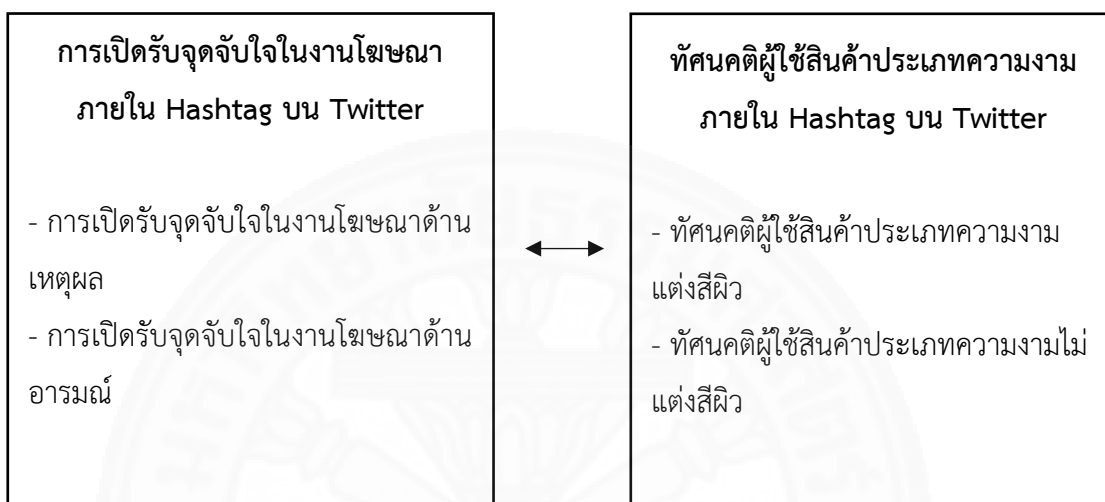 การเปิดรับจุดจับใจในงานโฆษณา
ภายใน Hashtag บน Twitter
- การเปิดรับจุดจับใจในงานโฆษณาด้าน
เหตุผล
- การเปิดรับจุดจับใจในงานโฆษณาด้าน
อารมณ์
ทัศนคติผู้ใช้สินค้าประเภทความงาม
ภายใน Hashtag บน Twitter
- ทัศนคติผู้ใช้สินค้าประเภทความงาม
แต่งสีผิว
- ทัศนคติผู้ใช้สินค้าประเภทความงามไม่
แต่งสีผิว